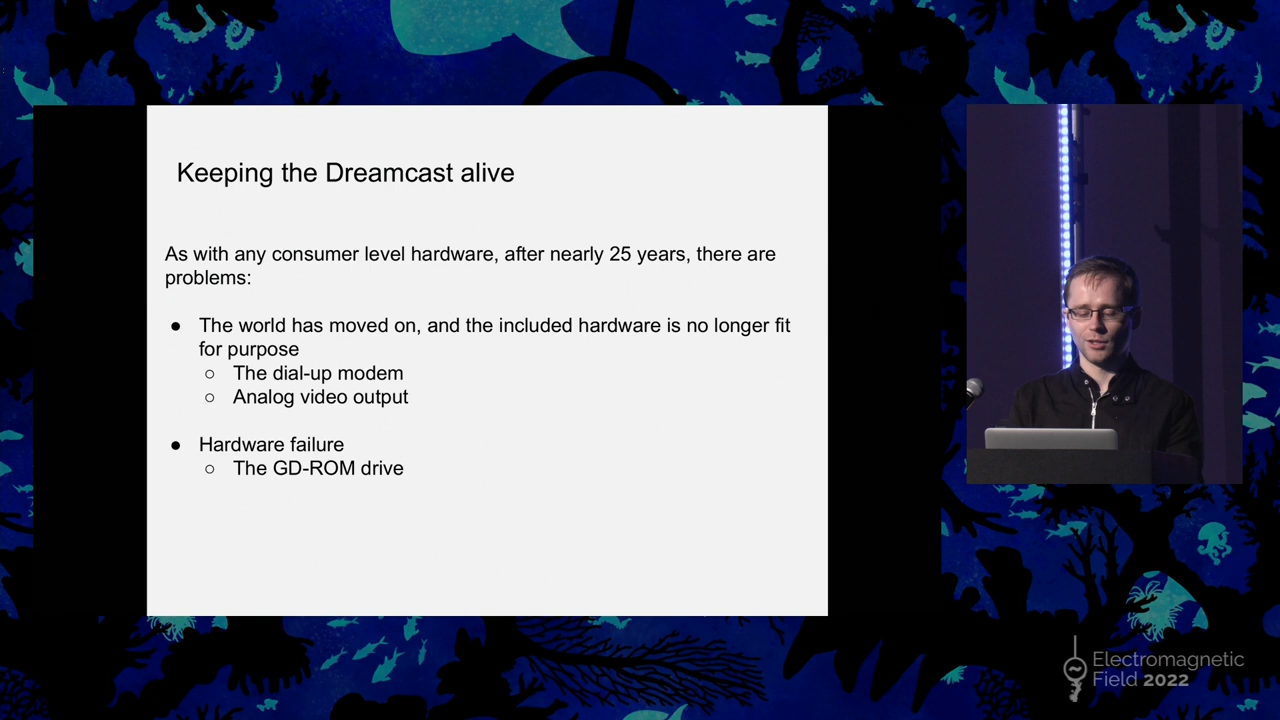 Keeping the Dreamcast alive
As with any consumer level hardware, after nearly 25 years, there are
problems:
● The world has moved on, and the included hardware is no longer fit
for purpose
○ The dial-up modem
○ Analog video output
● Hardware failure
○ The GD-ROM drive
Electromagnetic
Field 2022